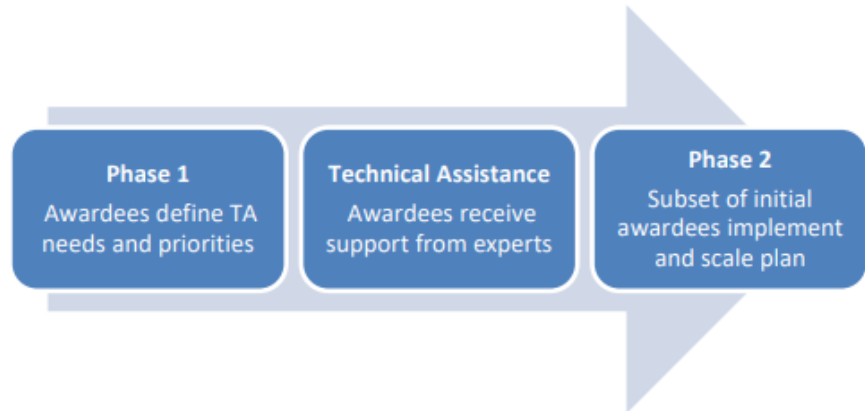 Phase 1
Awardees define TA
needs and priorities
Technical Assistance
Awardees receive
support from experts
Phase 2
Subset of initial
awardees implement
and scale plan